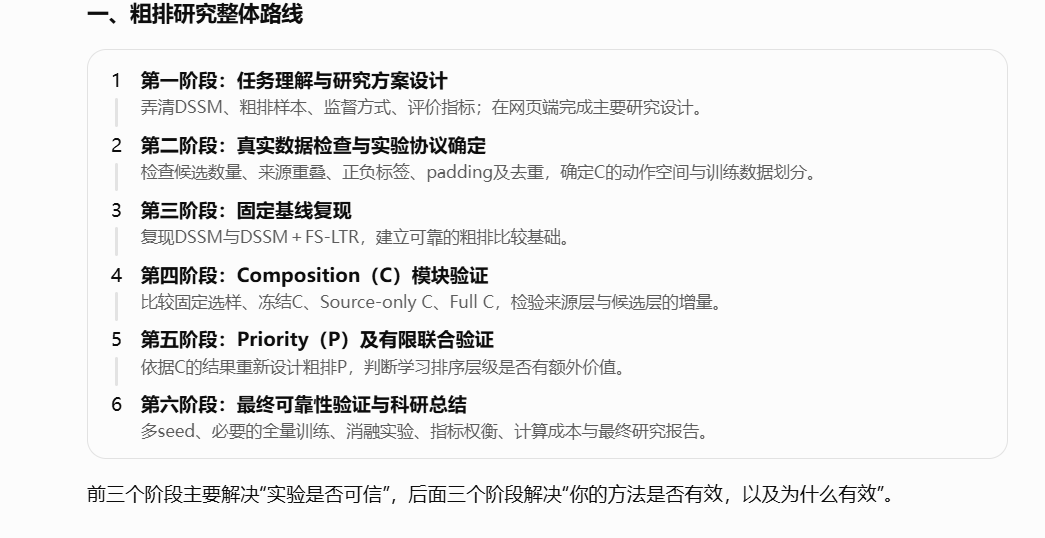 一、粗排研究整体路线
1 第一阶段：任务理解与研究方案设计
弄清DSSM、粗排样本、监督方式、评价指标；在网页端完成主要研究设计。
2 第二阶段：真实数据检查与实验协议确定
检查候选数量、来源重叠、正负标签、padding及去重，确定C的动作空间与训练数据划分。
3 第三阶段：固定基线复现
复现DSSM与DSSM＋FS-LTR，建立可靠的粗排比较基础。
4 第四阶段：Composition（C）模块验证
比较固定选样、冻结C、Source-only C、Full C，检验来源层与候选层的增量。
5 第五阶段：Priority（P）及有限联合验证
依据C的结果重新设计粗排P，判断学习排序层级是否有额外价值。
6 第六阶段：最终可靠性验证与科研总结
多seed、必要的全量训练、消融实验、指标权衡、计算成本与最终研究报告。
前三个阶段主要解决“实验是否可信”，后面三个阶段解决“你的方法是否有效，以及为什么有效”。